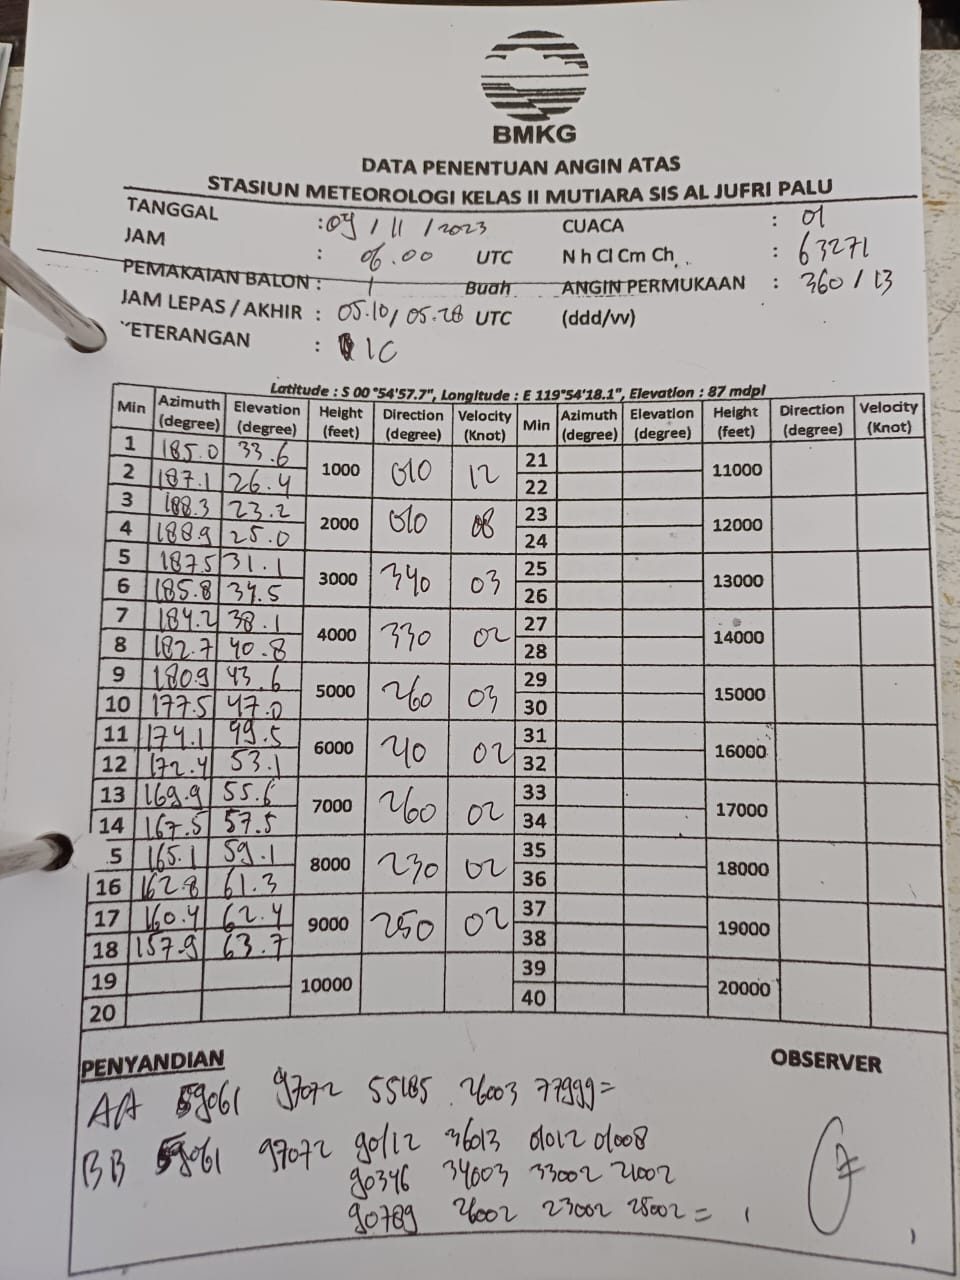 BMKG
DATA PENENTUAN ANGIN ATAS
STASIUN METEOROLOGI KELAS II MUTIARA SIS AL JUFRI PALU
TANGGAL : 09 / 11 / 2023 CUACA : 01
JAM : 06.00 UTC N h Cl Cm Ch : 63271
PEMAKAIAN BALON : 1 Buah ANGIN PERMUKAAN : 360 / 13
JAM LEPAS / AKHIR : 05.10 / 05.28 UTC (ddd/vv)
ETERANGAN : 1C
Latitude : S 00 °54'57.7", Longitude : E 119°54'18.1", Elevation : 87 mdpl
Min Azimuth (degree) Elevation (degree) Height (feet) Direction (degree) Velocity (Knot) Min Azimuth (degree) Elevation (degree) Height (feet) Direction (degree) Velocity (Knot)
1 185.0 33.6 1000 010 12 21 11000
2 187.1 26.4 22
3 188.3 23.2 2000 010 08 23 12000
4 188.9 25.0 24
5 187.5 31.1 3000 340 03 25 13000
6 185.8 34.5 26
7 184.2 38.1 4000 330 02 27 14000
8 182.7 40.8 28
9 180.9 43.6 5000 260 03 29 15000
10 177.5 47.0 30
11 174.1 49.5 6000 210 02 31 16000
12 172.4 53.1 32
13 169.9 55.6 7000 260 02 33 17000
14 167.5 57.5 34
5 165.1 59.1 8000 230 02 35 18000
16 162.8 61.3 36
17 160.4 62.4 9000 250 02 37 19000
18 157.9 63.7 38
19 10000 39 20000
20 40
PENYANDIAN OBSERVER
AA 59061 97072 55185 26003 77999=
BB 59061 97072 90112 36013 01012 01008
90346 34003 33002 21002
90789 26002 23002 25002 =